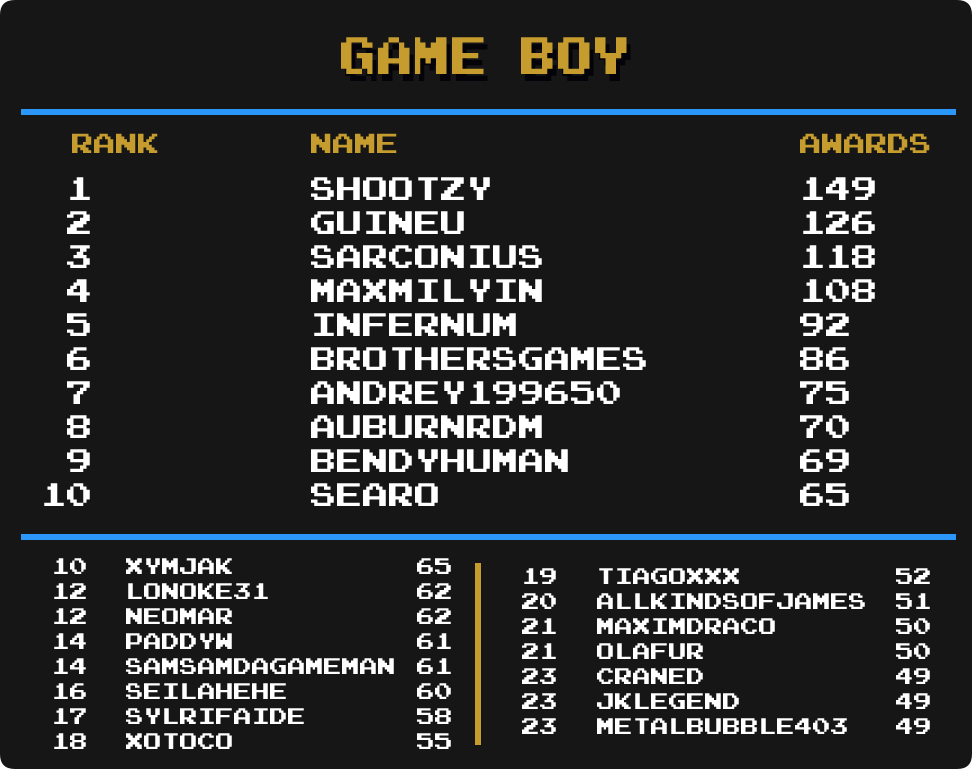 GAME BOY
RANK NAME AWARDS
1 SHOOTZY 149
2 GUINEU 126
3 SARCONIUS 118
4 MAXMILYIN 108
5 INFERNUM 92
6 BROTHERSGAMES 86
7 ANDREY199650 75
8 AUBURNRDM 70
9 BENDYHUMAN 69
10 SEARO 65
10 XYMJAK 65
12 LONOKE31 62
12 NEOMAR 62
14 PADDYW 61
14 SAMSAMDAGAMEMAN 61
16 SEILAHEHE 60
17 SYLRIFAIDE 58
18 XOTOCO 55
19 TIAGOXXX 52
20 ALLKINDSOFJAMES 51
21 MAXIMDRACO 50
21 OLAFUR 50
23 CRANED 49
23 JKLEGEND 49
23 METALBUBBLE403 49